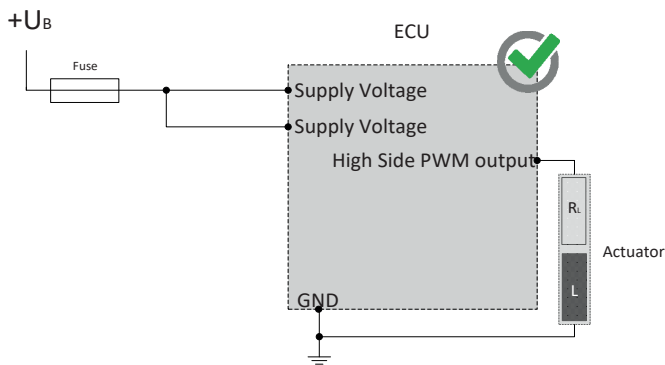 +UB
ECU
Fuse
Supply Voltage
Supply Voltage
High Side PWM output
RL
Actuator
L
GND